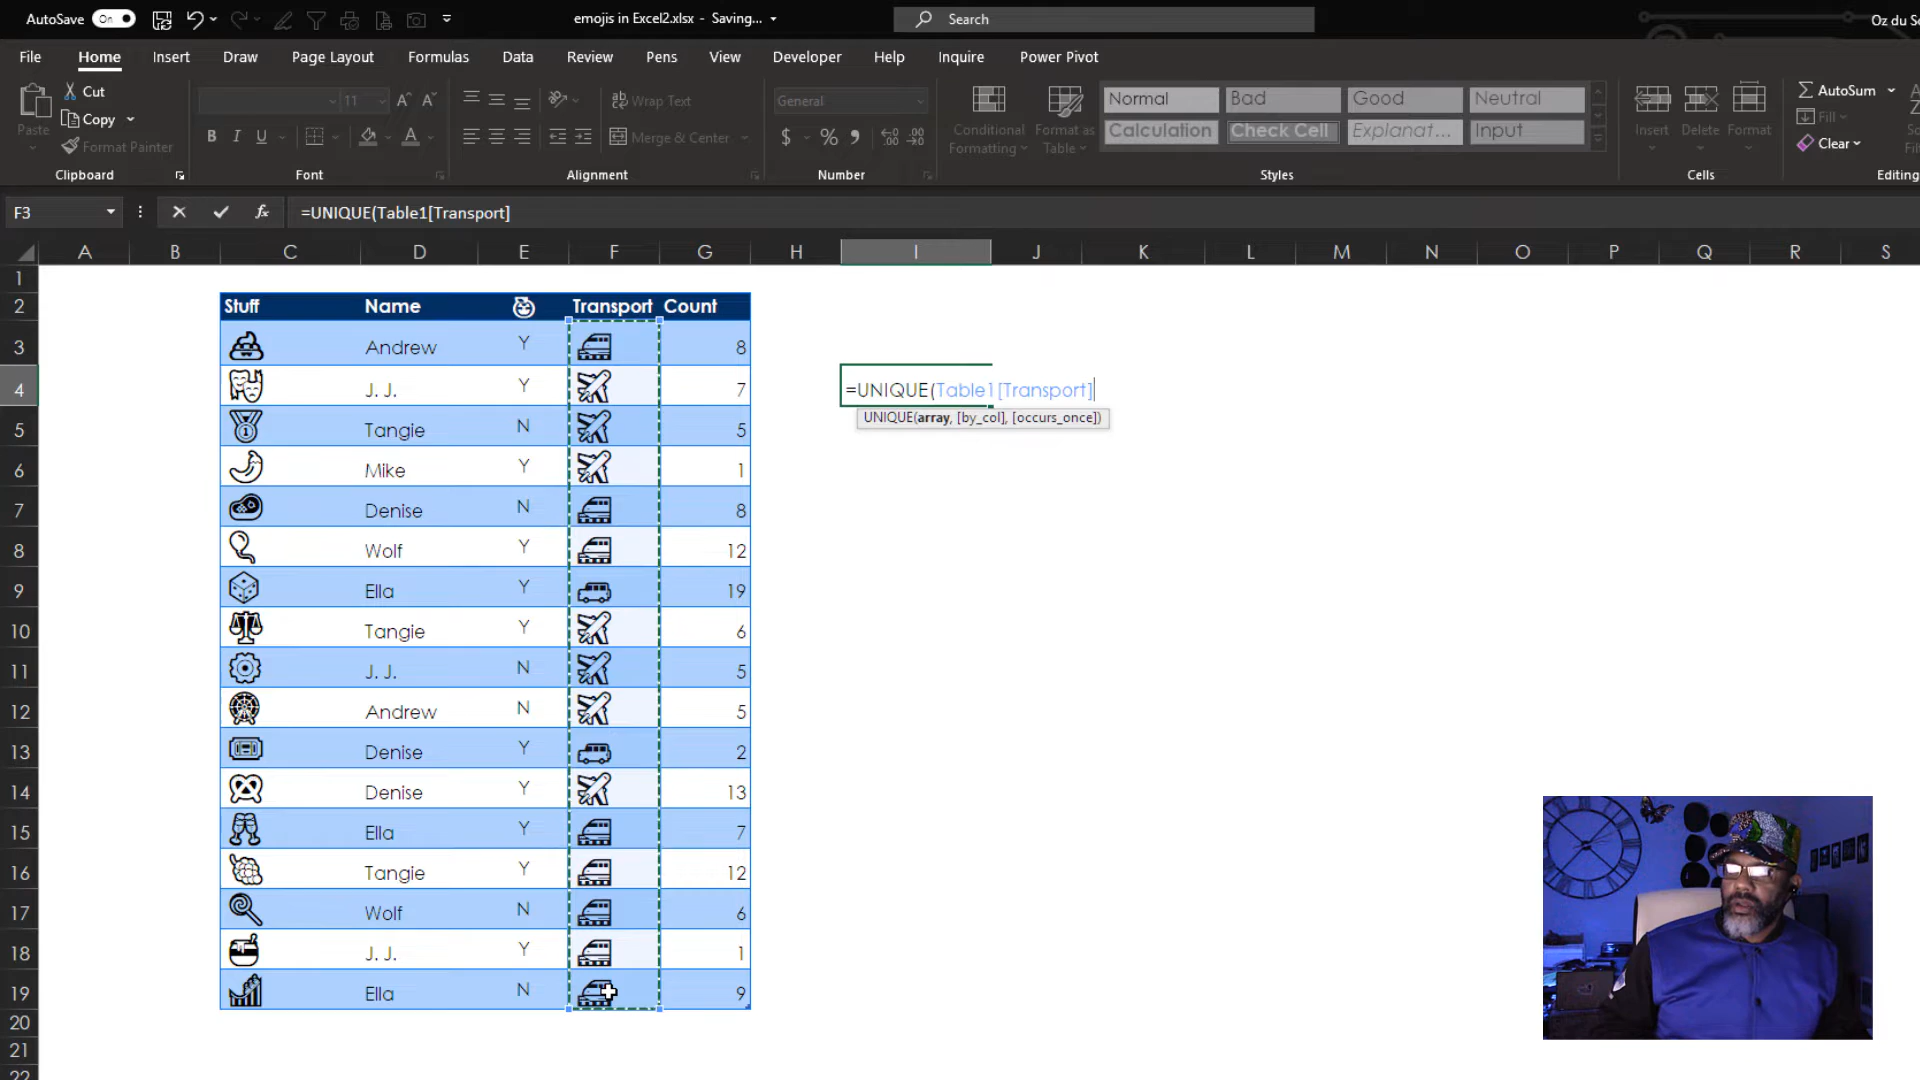 AutoSave On emojis in Excel2.xlsx - Saving... Search Oz du S
File Home Insert Draw Page Layout Formulas Data Review View Pens Developer Help Inquire Power Pivot
Cut
Copy
Format Painter
Paste
Clipboard
11
B I U
Font
Wrap Text
Merge & Center
Alignment
General
$ %
Number
Conditional Formatting
Format as Table
Normal Bad Good Neutral
Calculation Check Cell Explanat... Input
Styles
Insert Delete Format
Cells
AutoSum
Fill
Clear
Editing
F3 fx =UNIQUE(Table1[Transport]
A B C D E F G H I J K L M N O P Q R S
1
2 Stuff Name Transport Count
3 Andrew Y 8
4 J. J. Y 7 =UNIQUE(Table1[Transport]
UNIQUE(array, [by_col], [occurs_once])
5 Tangie N 5
6 Mike Y 1
7 Denise N 8
8 Wolf Y 12
9 Ella Y 19
10 Tangie Y 6
11 J. J. N 5
12 Andrew N 5
13 Denise Y 2
14 Denise Y 13
15 Ella Y 7
16 Tangie Y 12
17 Wolf N 6
18 J. J. Y 1
19 Ella N 9
20
21
22